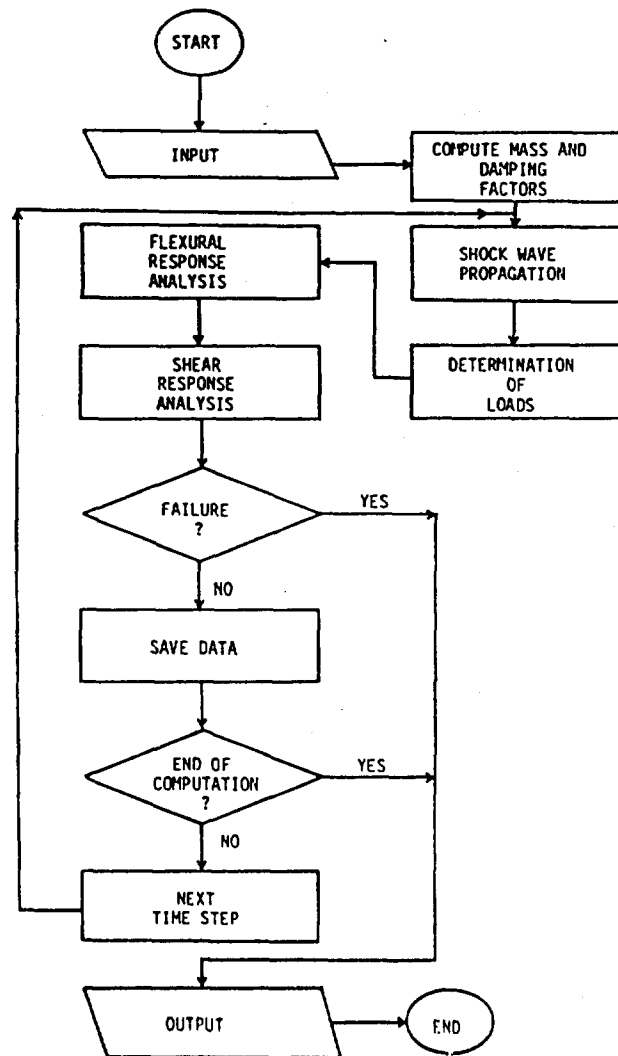 START
INPUT
COMPUTE MASS AND
DAMPING
FACTORS
SHOCK WAVE
PROPAGATION
DETERMINATION
OF
LOADS
FLEXURAL
RESPONSE
ANALYSIS
SHEAR
RESPONSE
ANALYSIS
FAILURE
?
YES
NO
SAVE DATA
END OF
COMPUTATION
?
YES
NO
NEXT
TIME STEP
OUTPUT
END